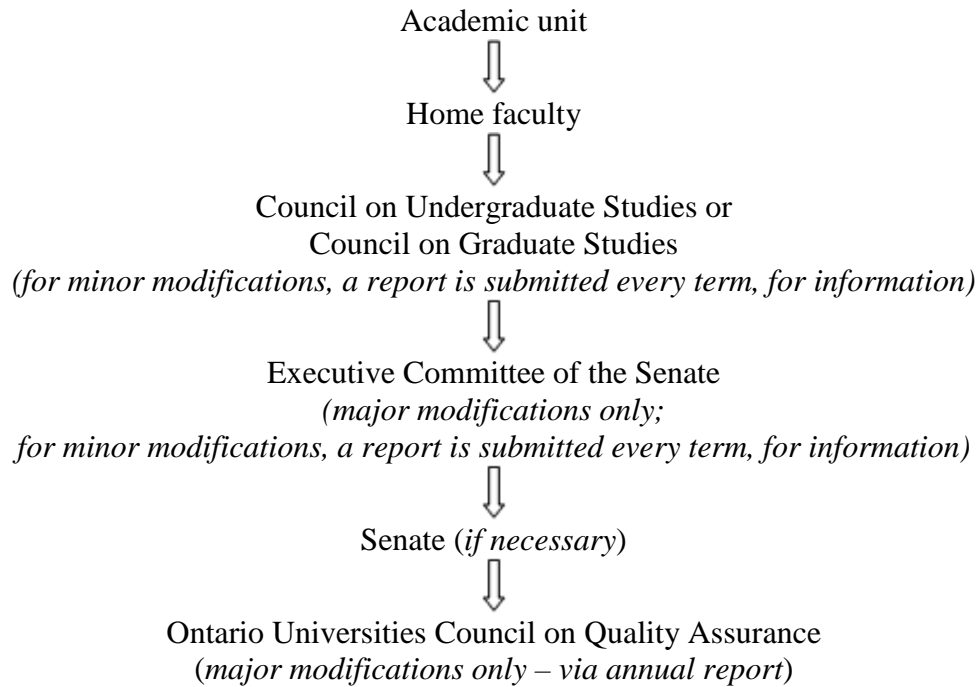 Academic unit
Home faculty
Council on Undergraduate Studies or
Council on Graduate Studies
(for minor modifications, a report is submitted every term, for information)
Executive Committee of the Senate
(major modifications only;
for minor modifications, a report is submitted every term, for information)
Senate (if necessary)
Ontario Universities Council on Quality Assurance
(major modifications only – via annual report)